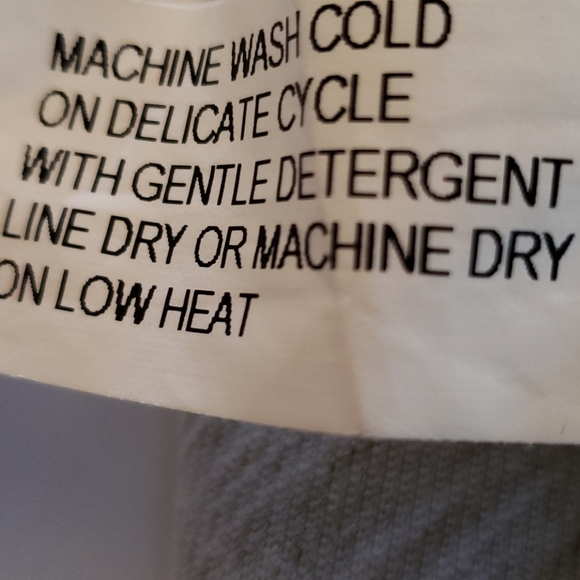 MACHINE WASH COLD
ON DELICATE CYCLE
WITH GENTLE DETERGENT
LINE DRY OR MACHINE DRY
ON LOW HEAT